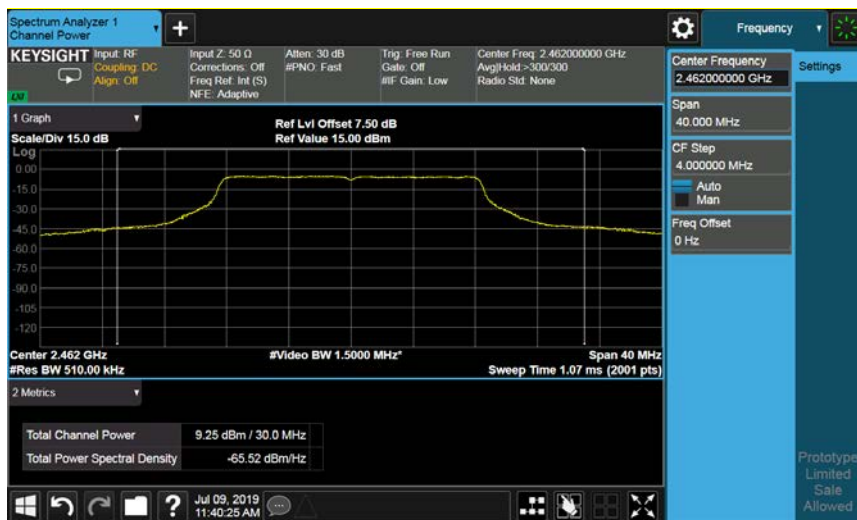 Spectrum Analyzer 1
Channel Power
+
Frequency
KEYSIGHT
Input: RF
Coupling: DC
Align: Off
Input Z: 50 Ω
Corrections: Off
Freq Ref: Int (S)
NFE: Adaptive
Atten: 30 dB
#PNO: Fast
Trig: Free Run
Gate: Off
#IF Gain: Low
Center Freq: 2.462000000 GHz
Avg|Hold:>300/300
Radio Std: None
LXI
Center Frequency
2.462000000 GHz
Settings
Span
40.000 MHz
CF Step
4.000000 MHz
Auto
Man
Freq Offset
0 Hz
1 Graph
Scale/Div 15.0 dB
Ref Lvl Offset 7.50 dB
Ref Value 15.00 dBm
Log
0.00
-15.0
-30.0
-45.0
-60.0
-75.0
-90.0
-105
-120
Center 2.462 GHz
#Res BW 510.00 kHz
#Video BW 1.5000 MHz*
Span 40 MHz
Sweep Time 1.07 ms (2001 pts)
2 Metrics
Total Channel Power 9.25 dBm / 30.0 MHz
Total Power Spectral Density -65.52 dBm/Hz
Prototype
Limited
Sale
Allowed
?
Jul 09, 2019
11:40:25 AM